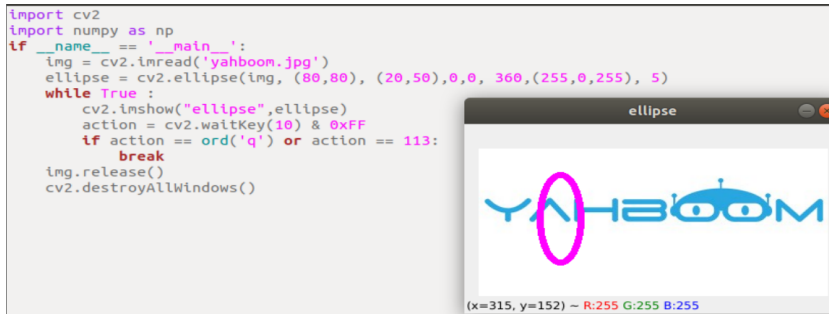 import cv2
import numpy as np
if __name__ == '__main__':
    img = cv2.imread('yahboom.jpg')
    ellipse = cv2.ellipse(img, (80,80), (20,50),0,0, 360,(255,0,255), 5)
    while True :
        cv2.imshow("ellipse",ellipse)
        action = cv2.waitKey(10) & 0xFF
        if action == ord('q') or action == 113:
            break
    img.release()
    cv2.destroyAllWindows()
ellipse
YAHBOOM
(x=315, y=152) ~ R:255 G:255 B:255